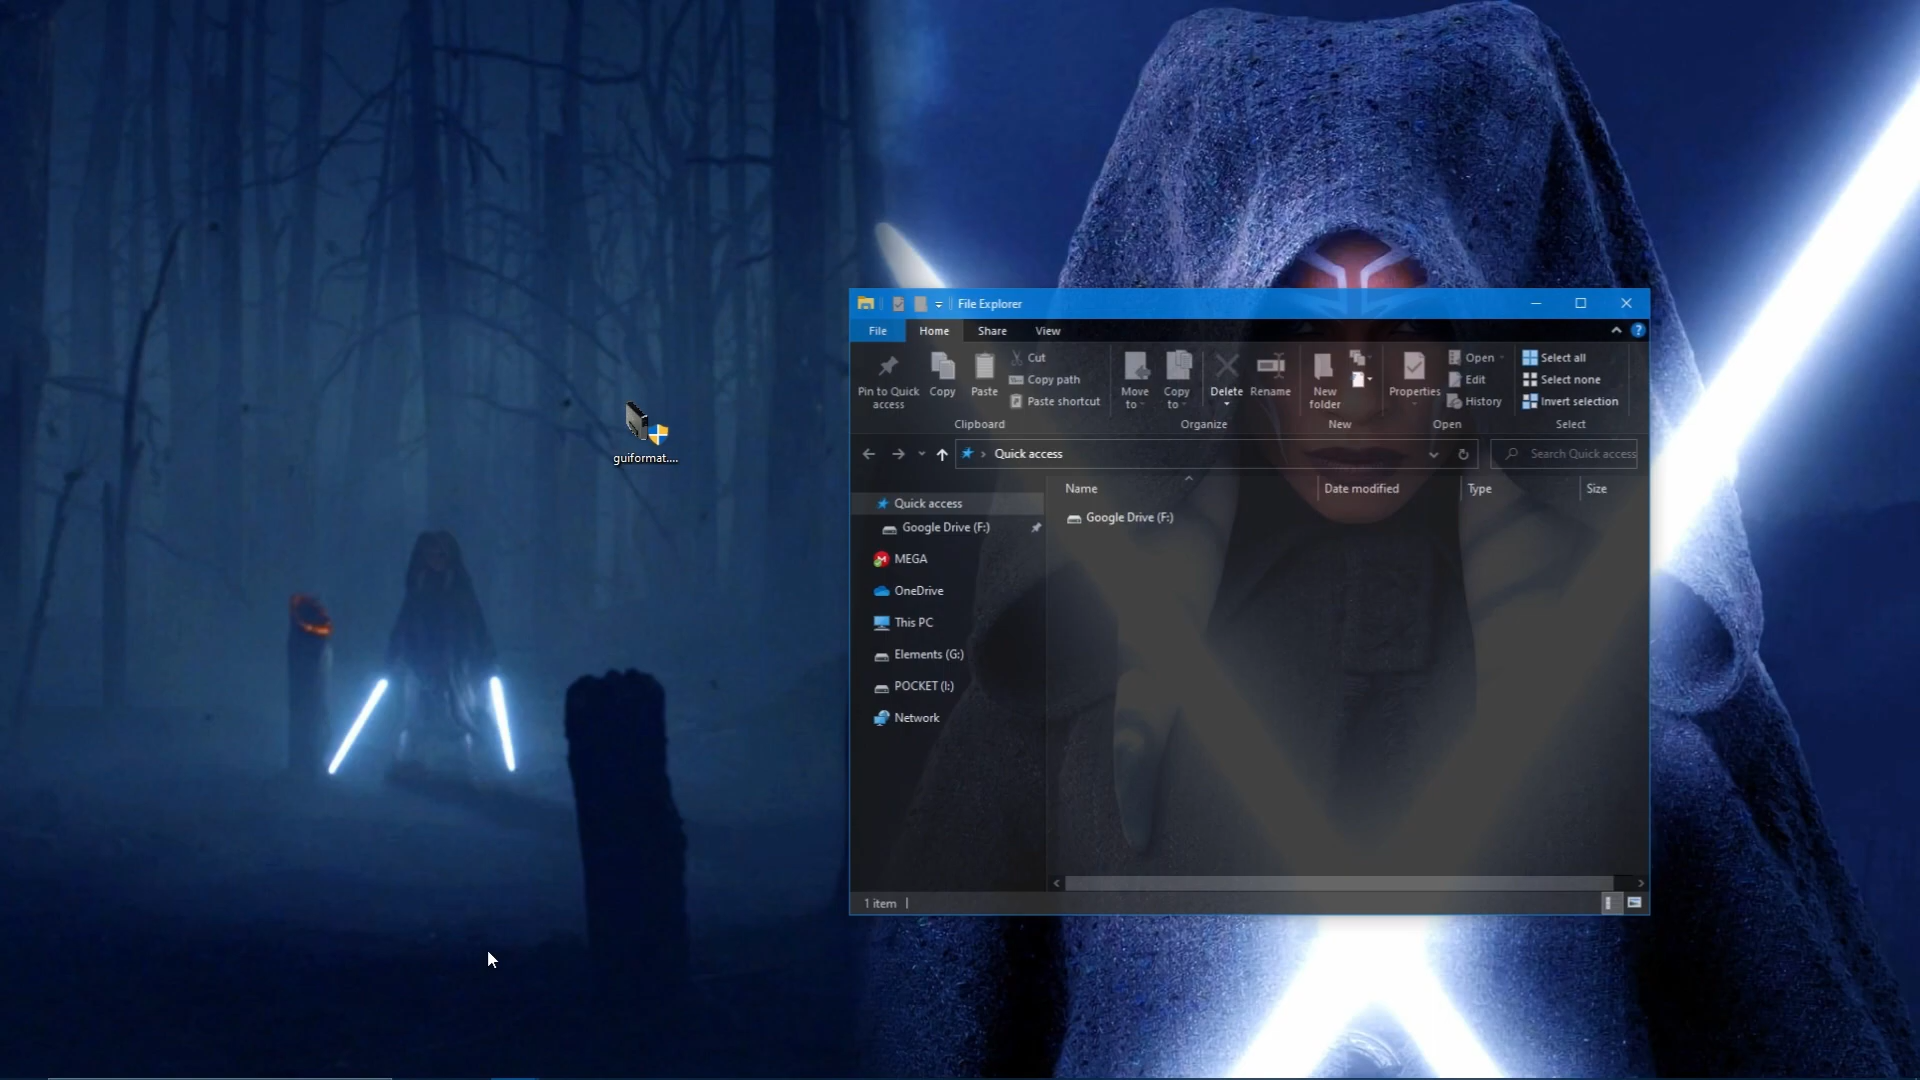 File Explorer
File Home Share View
Pin to Quick access
Copy
Paste
Cut
Copy path
Paste shortcut
Clipboard
Move to
Copy to
Delete
Rename
Organize
New folder
New
Properties
Open
Edit
History
Open
Select all
Select none
Invert selection
Select
Quick access
Search Quick access
Name Date modified Type Size
Google Drive (F:)
Quick access
Google Drive (F:)
MEGA
OneDrive
This PC
Elements (G:)
POCKET (I:)
Network
1 item
guiformat....